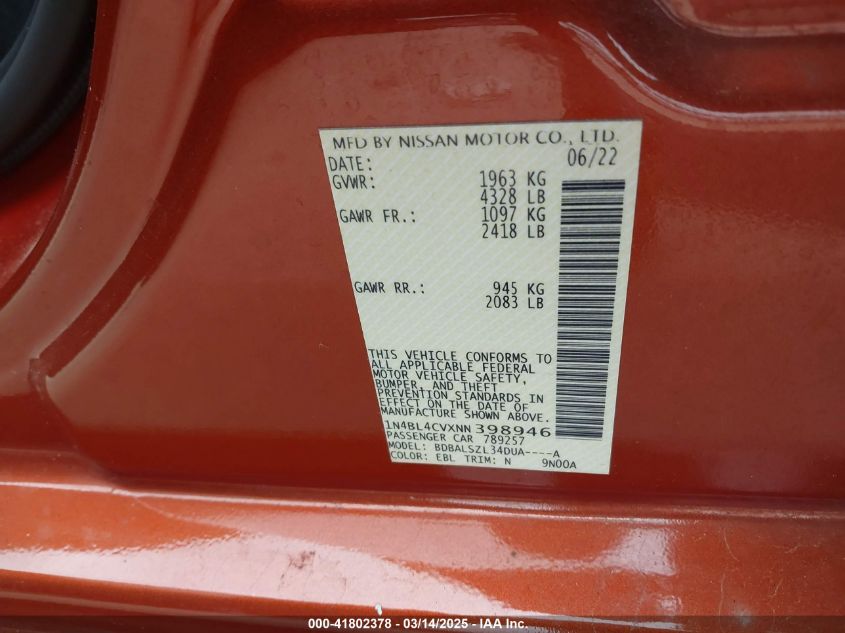 MFD BY NISSAN MOTOR CO., LTD.
DATE: 06/22
GVWR: 1963 KG
4328 LB
GAWR FR.: 1097 KG
2418 LB
GAWR RR.: 945 KG
2083 LB
THIS VEHICLE CONFORMS TO
ALL APPLICABLE FEDERAL
MOTOR VEHICLE SAFETY,
BUMPER, AND THEFT
PREVENTION STANDARDS IN
EFFECT ON THE DATE OF
MANUFACTURE SHOWN ABOVE.
1N4BL4CVXNN398946
PASSENGER CAR 789257
MODEL: BDBALSZL34DUA----A
COLOR: EBL TRIM: N 9N00A
000-41802378 - 03/14/2025 - IAA Inc.